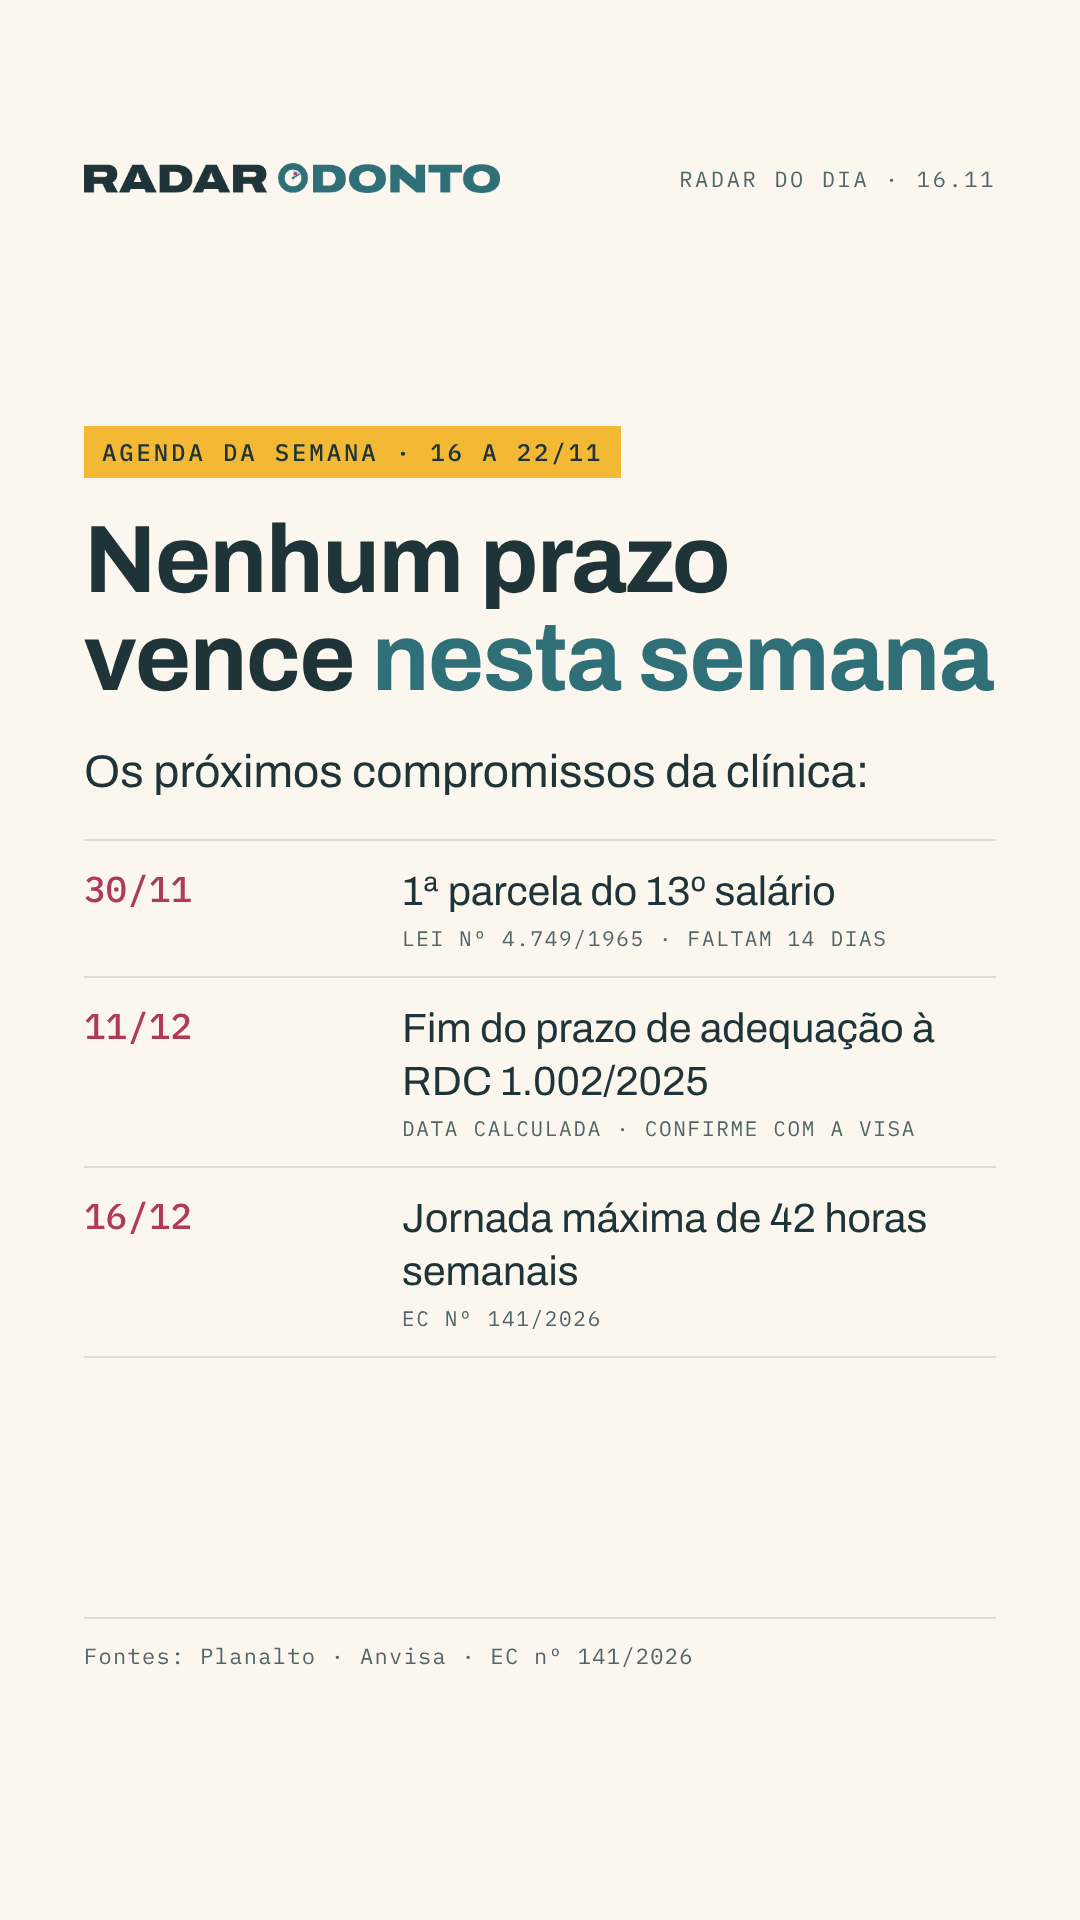 RADAR ODONTO
RADAR DO DIA · 16.11
AGENDA DA SEMANA · 16 A 22/11
Nenhum prazo
vence nesta semana
Os próximos compromissos da clínica:
30/11
1ª parcela do 13º salário
LEI Nº 4.749/1965 · FALTAM 14 DIAS
11/12
Fim do prazo de adequação à
RDC 1.002/2025
DATA CALCULADA · CONFIRME COM A VISA
16/12
Jornada máxima de 42 horas
semanais
EC Nº 141/2026
Fontes: Planalto · Anvisa · EC nº 141/2026